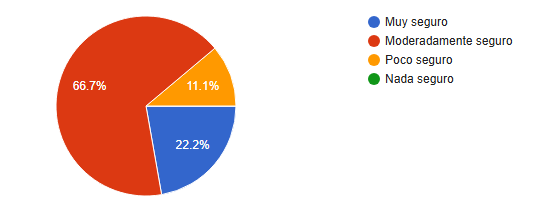 Muy seguro
Moderadamente seguro
Poco seguro
Nada seguro
66.7%
11.1%
22.2%